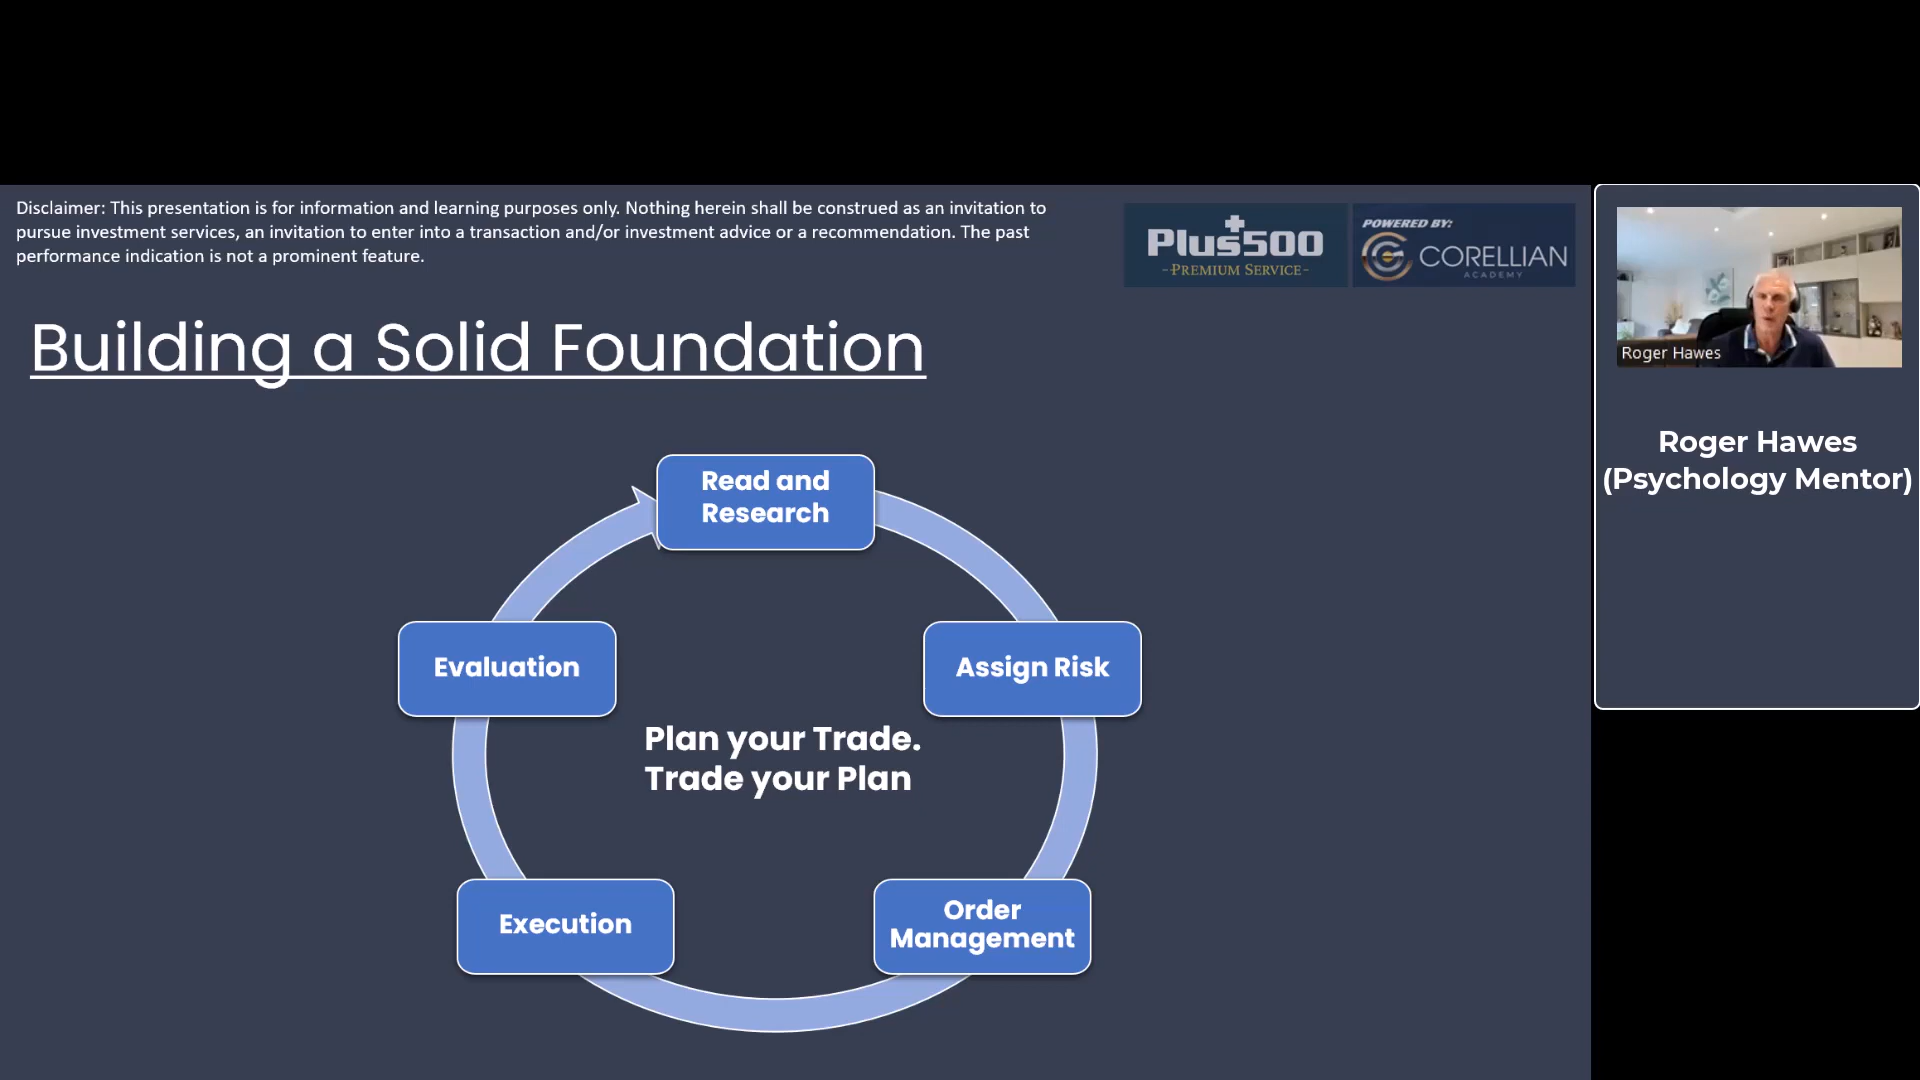 Disclaimer: This presentation is for information and learning purposes only. Nothing herein shall be construed as an invitation to
pursue investment services, an invitation to enter into a transaction and/or investment advice or a recommendation. The past
performance indication is not a prominent feature.
Plus500
-PREMIUM SERVICE-
POWERED BY:
CORELLIAN
ACADEMY
Building a Solid Foundation
Read and
Research
Assign Risk
Order
Management
Execution
Evaluation
Plan your Trade.
Trade your Plan
Roger Hawes
Roger Hawes
(Psychology Mentor)